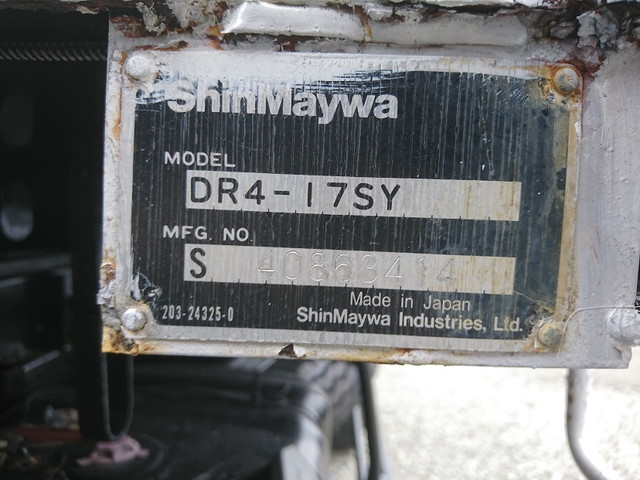 ShinMaywa
MODEL
DR4-17SY
MFG. NO.
S 40863414
Made in Japan
203-24325-0
ShinMaywa Industries, Ltd.